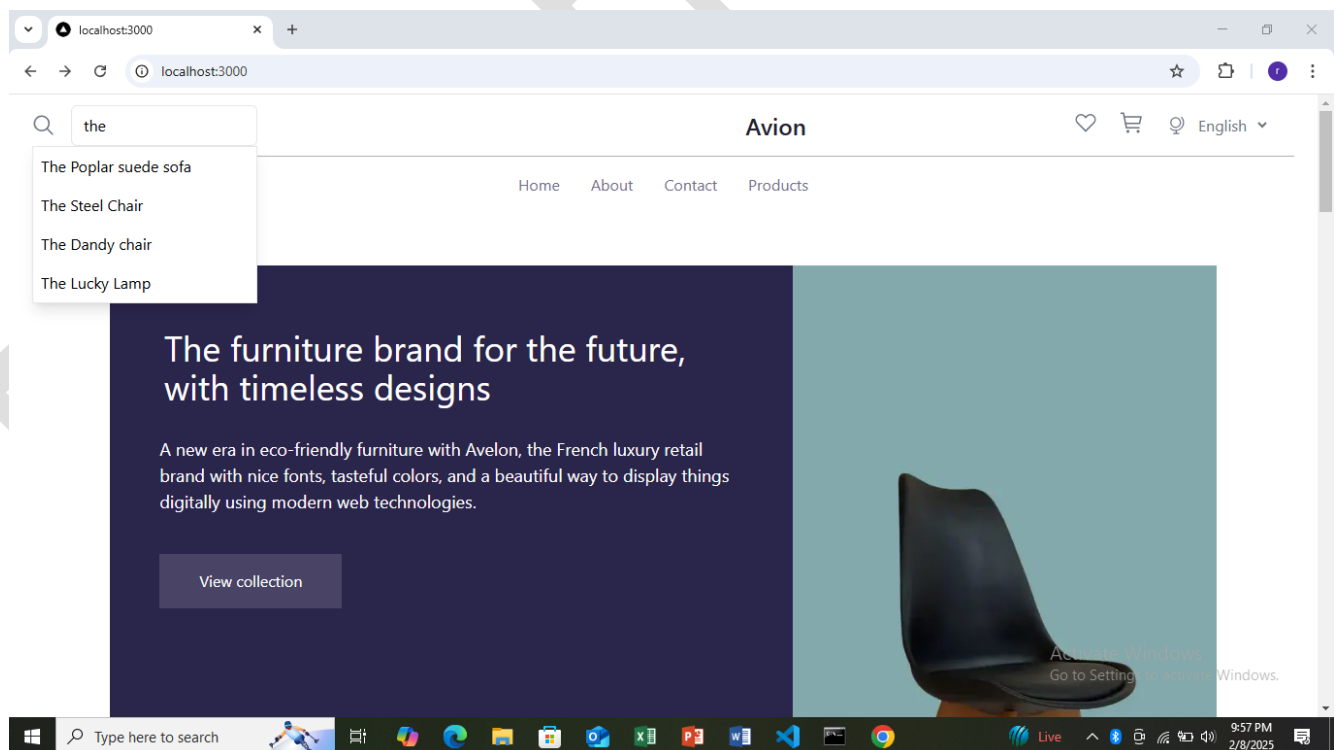 localhost:3000
localhost:3000
r
the
Avion
English
The Poplar suede sofa
The Steel Chair
The Dandy chair
The Lucky Lamp
Home About Contact Products
The furniture brand for the future,
with timeless designs
A new era in eco-friendly furniture with Avelon, the French luxury retail
brand with nice fonts, tasteful colors, and a beautiful way to display things
digitally using modern web technologies.
View collection
Activate Windows
Go to Settings to activate Windows.
Type here to search
Live
9:57 PM
2/8/2025